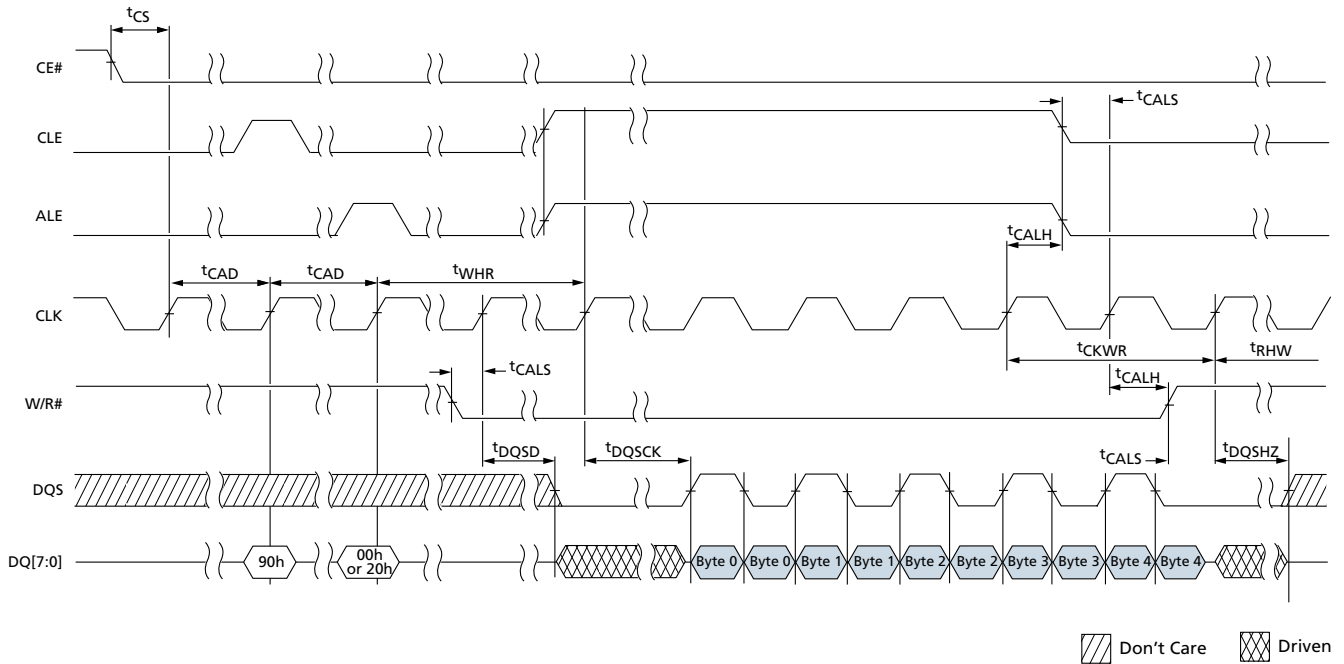 tCS
CE#
tCALS
CLE
ALE
tCALH
tCAD
tCAD
tWHR
CLK
tCKWR
tRHW
tCALS
tCALH
W/R#
tDQSD
tDQSCK
tCALS
tDQSHZ
DQS
DQ[7:0]
90h
00h
or 20h
Byte 0
Byte 0
Byte 1
Byte 1
Byte 2
Byte 2
Byte 3
Byte 3
Byte 4
Byte 4
Don't Care
Driven